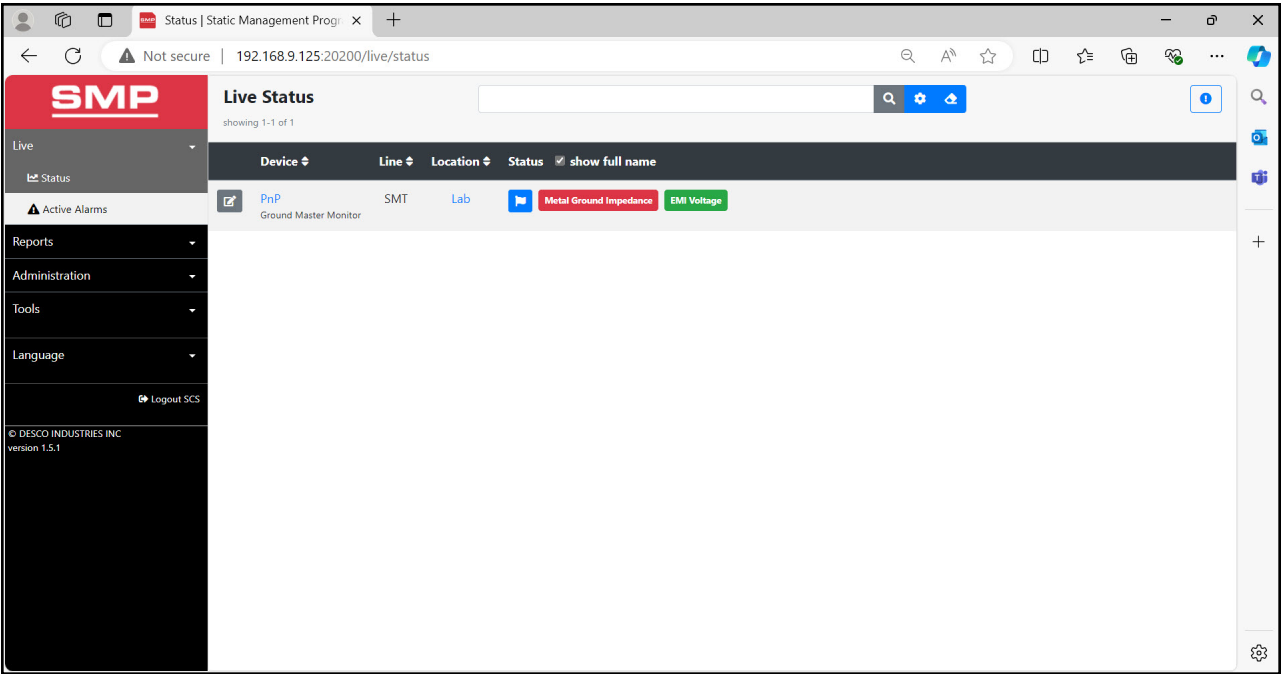 SMP Status | Static Management Progr
Not secure | 192.168.9.125:20200/live/status
SMP
Live Status
showing 1-1 of 1
Live
Status
Active Alarms
Reports
Administration
Tools
Language
Logout SCS
© DESCO INDUSTRIES INC
version 1.5.1
Device Line Location Status show full name
PnP SMT Lab Metal Ground Impedance EMI Voltage
Ground Master Monitor